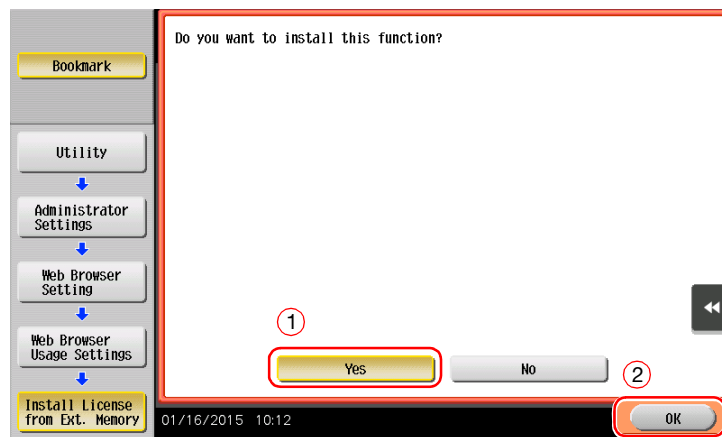 Bookmark
Utility
Administrator
Settings
Web Browser
Setting
Web Browser
Usage Settings
Install License
from Ext. Memory
Do you want to install this function?
1
Yes
No
2
01/16/2015 10:12
OK